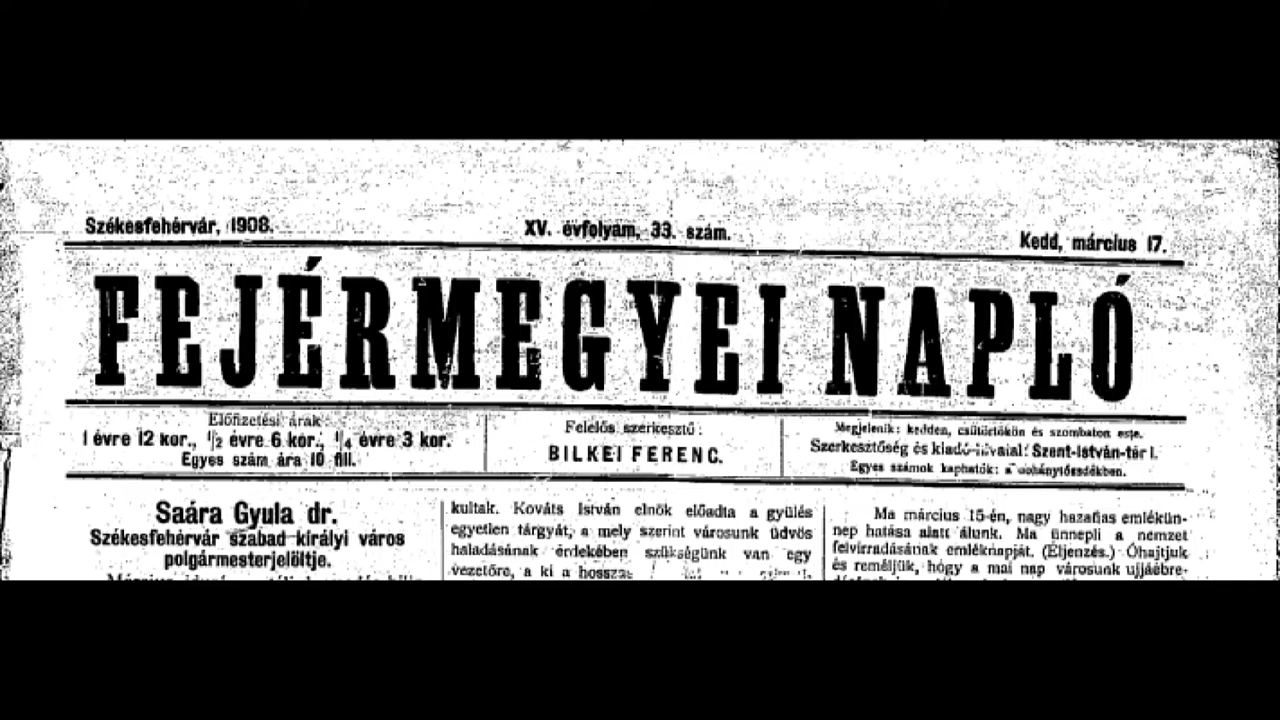 Székesfehérvár, 1908.
XV. évfolyam, 33. szám.
Kedd, március 17.
FEJÉRMEGYEI NAPLÓ
Előfizetési árak
1 évre 12 kor., 1/2 évre 6 kor., 1/4 évre 3 kor.
Egyes szám ára 10 fill.
Felelős szerkesztő:
BILKEI FERENC.
Megjelenik: kedden, csütörtökön és szombaton este.
Szerkesztőség és kiadó Szent-István-tér 1.
Egyes számok kaphatók: a
Saára Gyula dr.
Székesfehérvár szabad királyi város
polgármesterjelöltje.
kultak. Kováts István elnök előadta a gyülés
egyetlen tárgyát, a mely szerint városunk üdvös
haladásának érdekében szükségünk van egy
vezetőre, a ki a
Ma március 15-én, nagy hazafias emlékün-
nep hatása alatt álunk. Ma ünnepli a nemzet
felvirradásának emléknapját. (Éljenzés.) Óhajtjuk
és reméljük, hogy a mai nap városunk ujjáébre-